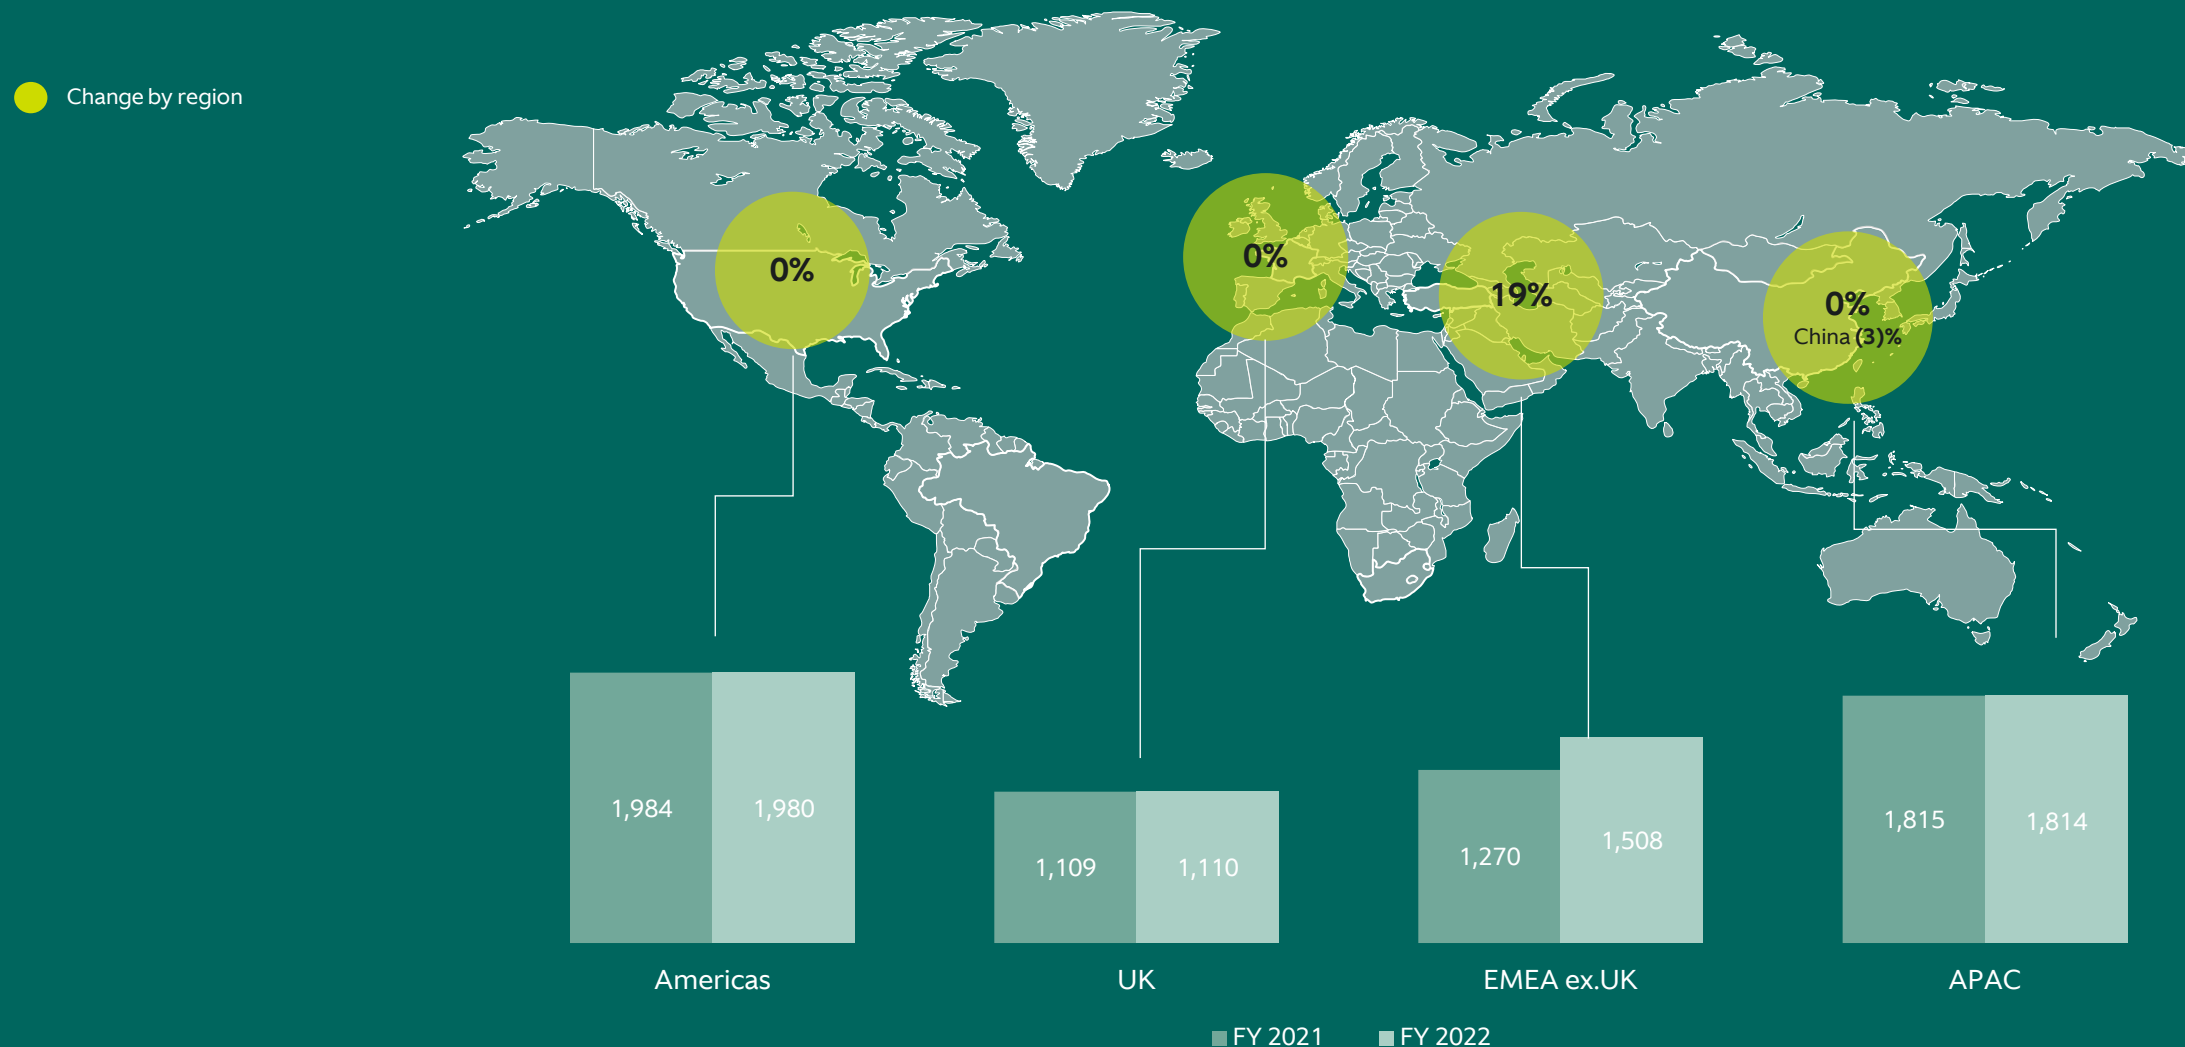 Change by region
0%
0%
19%
0%
China (3)%
1,984
1,980
1,109
1,110
1,270
1,508
1,815
1,814
Americas
UK
EMEA ex.UK
APAC
FY 2021
FY 2022